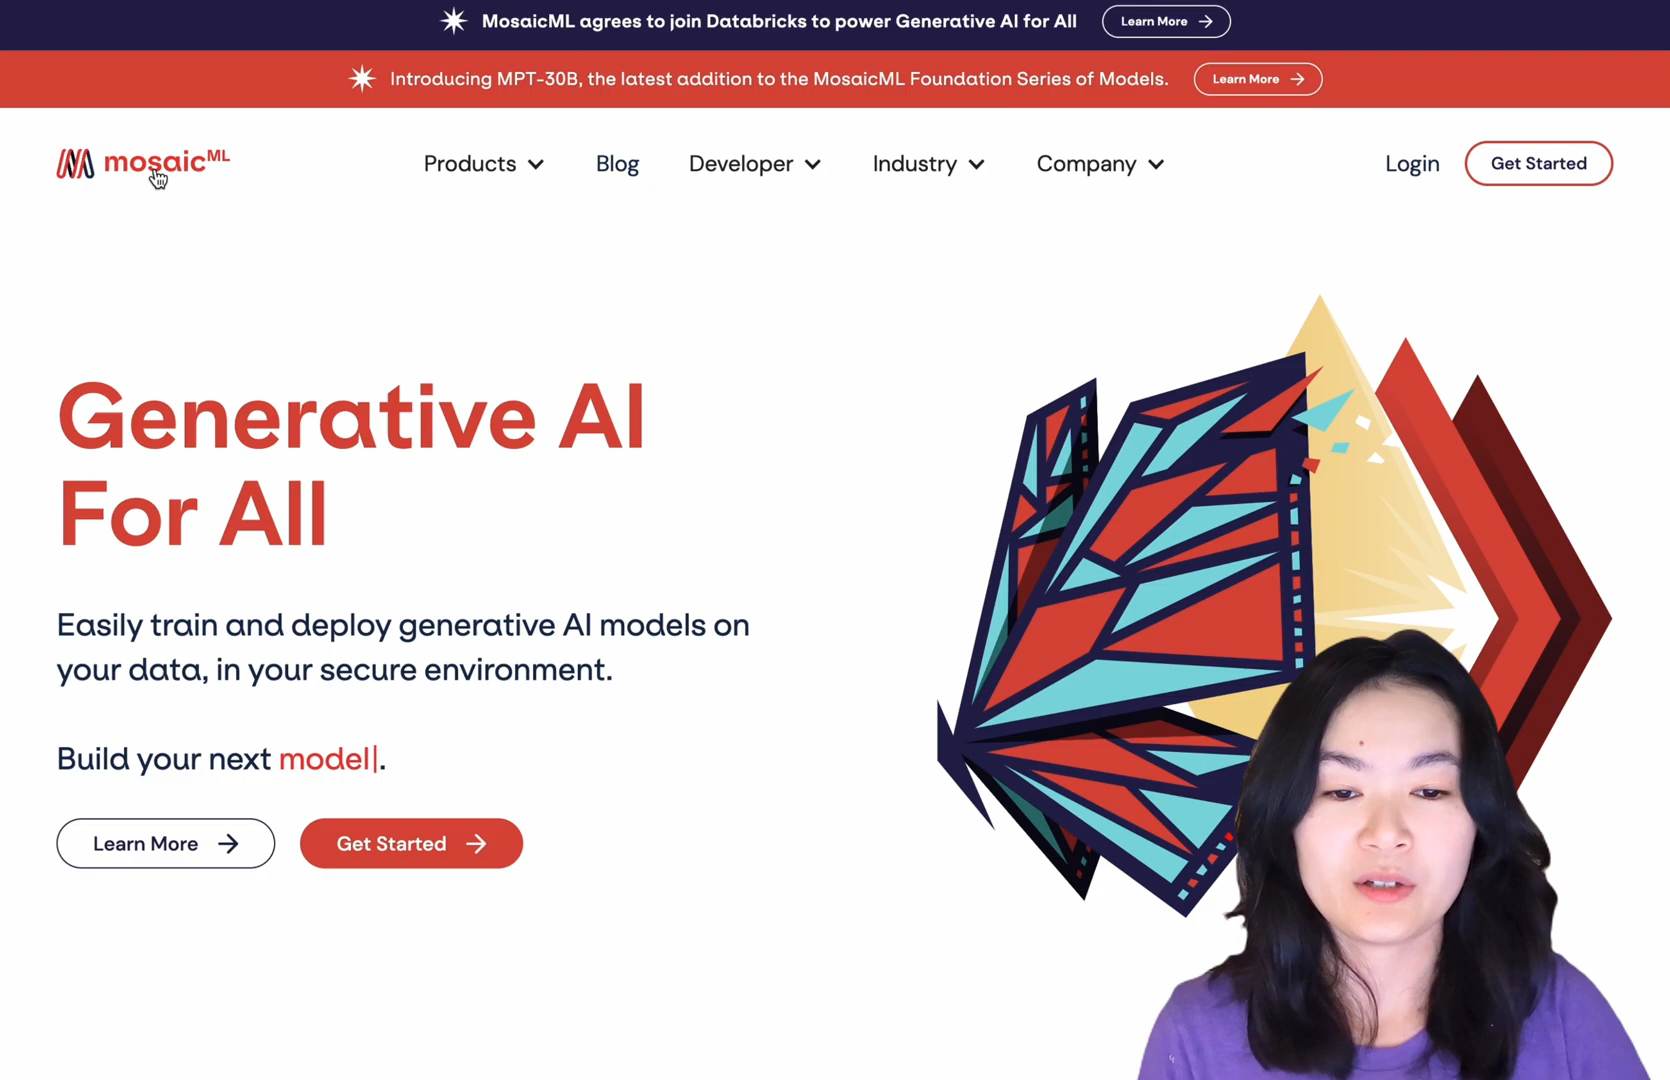 MosaicML agrees to join Databricks to power Generative AI for All
Learn More
Introducing MPT-30B, the latest addition to the MosaicML Foundation Series of Models.
Learn More
mosaicML
Products
Blog
Developer
Industry
Company
Login
Get Started
Generative AI
For All
Easily train and deploy generative AI models on
your data, in your secure environment.
Build your next model|.
Learn More
Get Started